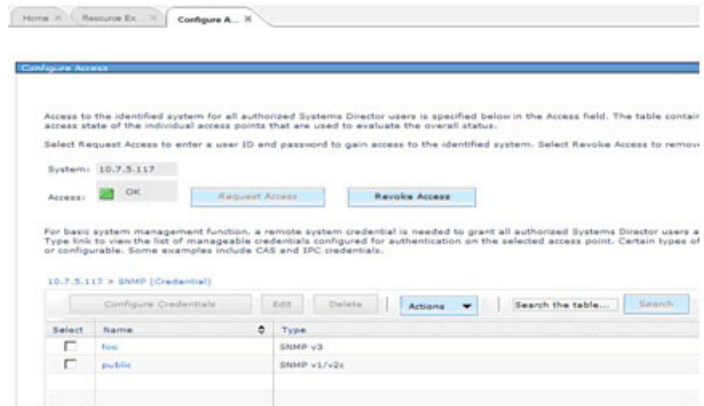 Home
Resource Ex...
Configure A...
Configure Access
Access to the identified system for all authorized Systems Director users is specified below in the Access field. The table contain
access state of the individual access points that are used to evaluate the overall status.
Select Request Access to enter a user ID and password to gain access to the identified system. Select Revoke Access to remov
System: 10.7.5.117
Access: OK Request Access Revoke Access
For basic system management function, a remote system credential is needed to grant all authorized Systems Director users a
Type link to view the list of manageable credentials configured for authentication on the selected access point. Certain types of
or configurable. Some examples include CAS and IPC credentials.
10.7.5.117 > SNMP (Credential)
Configure Credentials Edit Delete Actions Search the table... Search
Select Name Type
foo SNMP v3
public SNMP v1/v2c